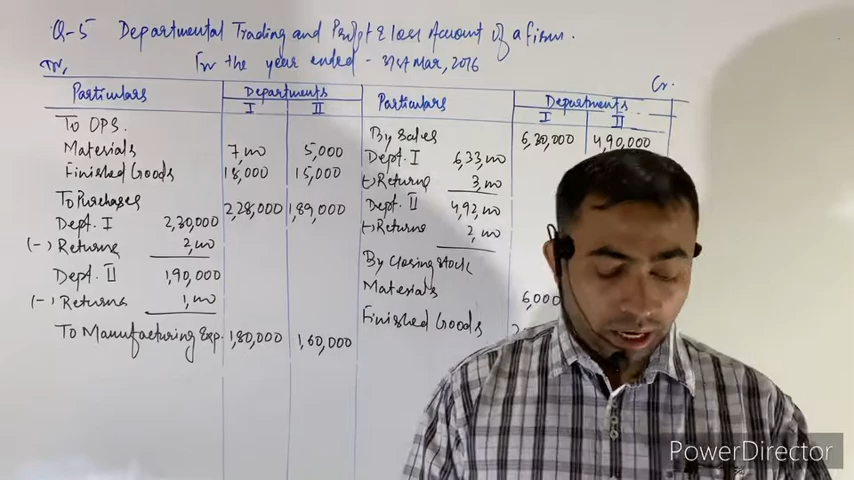 Q-5 Departmental Trading and Profit & loss Account of a firm.
For the year ended - 31st Mar, 2016
Dr. Cr.
Particulars Departments Particulars Departments
I II I II
To OPS. By Sales 6,30,000 4,90,000
Materials 7,000 5,000 Dept. I 6,33,000
Finished Goods 18,000 15,000 (-) Returns 3,000
To Purchases 2,28,000 1,89,000 Dept. II 4,92,000
Dept. I 2,30,000 (-) Returns 2,000
(-) Returns 2,000 By Closing Stock
Dept. II 1,90,000 Materials 6,000
(-) Returns 1,000 Finished Goods
To Manufacturing Exp. 1,80,000 1,60,000
PowerDirector